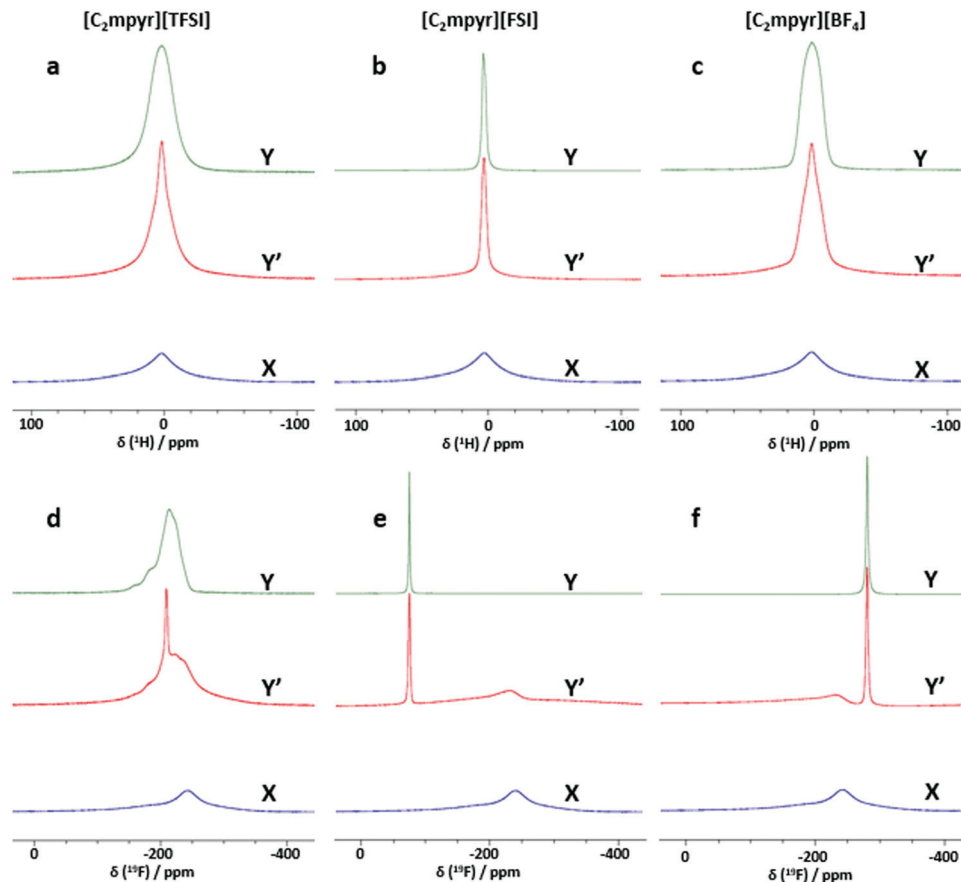 [C₂mpyr][TFSI] [C₂mpyr][FSI] [C₂mpyr][BF₄]
a b c
Y Y Y
Y' Y' Y'
X X X
100 0 -100 100 0 -100 100 0 -100
δ (¹H) / ppm δ (¹H) / ppm δ (¹H) / ppm
d e f
Y Y Y
Y' Y' Y'
X X X
0 -200 -400 0 -200 -400 0 -200 -400
δ (¹⁹F) / ppm δ (¹⁹F) / ppm δ (¹⁹F) / ppm